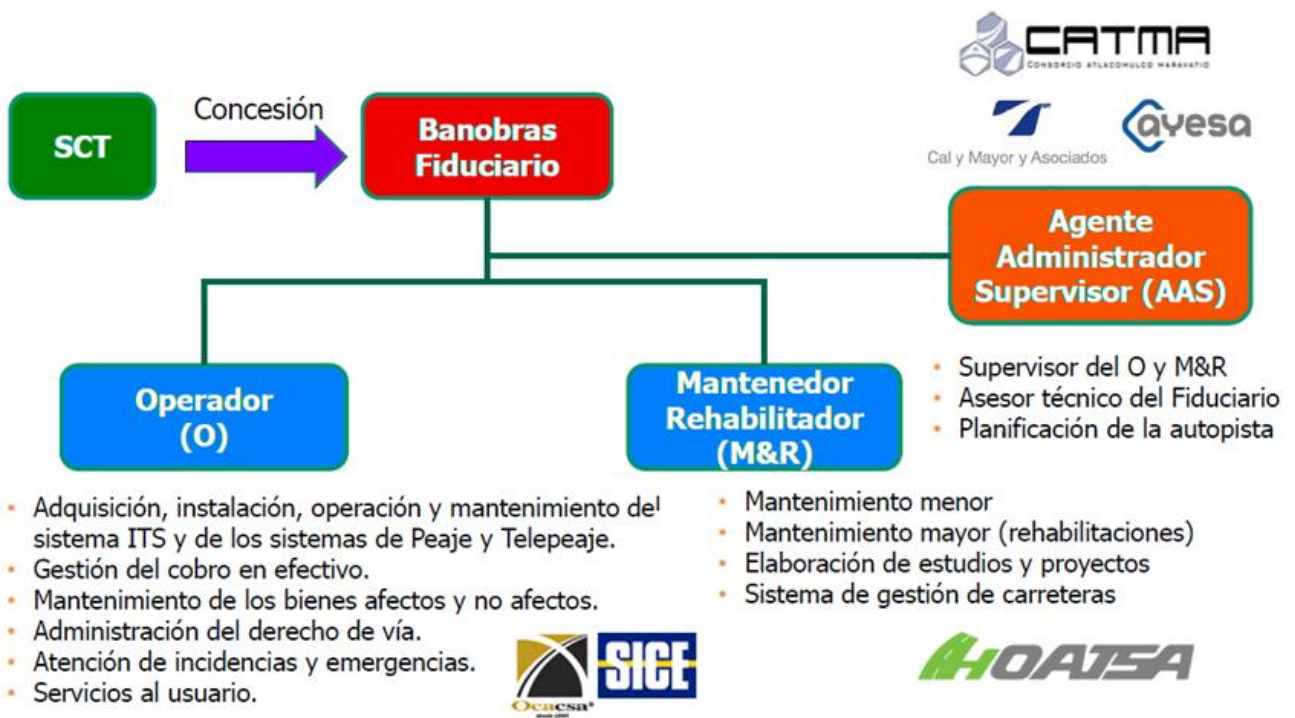 CATMA
CONSORCIO ATLACOMULCO MARAVATIO
Cal y Mayor y Asociados
ayesa
SCT
Concesión
Banobras
Fiduciario
Agente
Administrador
Supervisor (AAS)
• Supervisor del O y M&R
• Asesor técnico del Fiduciario
• Planificación de la autopista
Operador
(O)
Mantenedor
Rehabilitador
(M&R)
• Adquisición, instalación, operación y mantenimiento del
sistema ITS y de los sistemas de Peaje y Telepeaje.
• Gestión del cobro en efectivo.
• Mantenimiento de los bienes afectos y no afectos.
• Administración del derecho de vía.
• Atención de incidencias y emergencias.
• Servicios al usuario.
Ocacsa
SICE
• Mantenimiento menor
• Mantenimiento mayor (rehabilitaciones)
• Elaboración de estudios y proyectos
• Sistema de gestión de carreteras
HOATSA